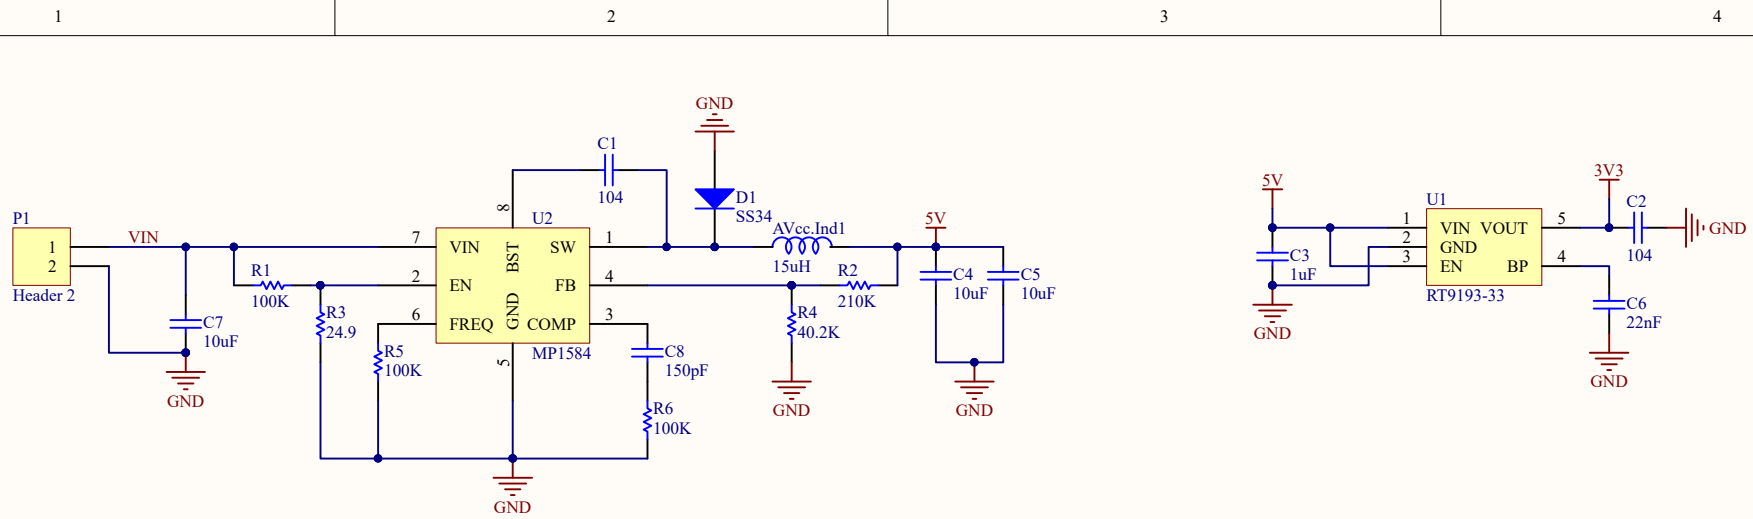 1
2
3
4
GND
C1
104
D1
SS34
8
U2
P1
1
2
Header 2
VIN
7
VIN
BST
SW
1
AVcc.Ind1
15uH
5V
R1
100K
2
EN
FB
4
R2
210K
C4
10uF
C5
10uF
C7
10uF
GND
R3
24.9
6
FREQ
GND
COMP
3
R4
40.2K
GND
GND
R5
100K
5
MP1584
C8
150pF
R6
100K
GND
5V
C3
1uF
GND
U1
1
VIN
VOUT
5
2
GND
3
EN
BP
4
RT9193-33
3V3
C2
104
GND
C6
22nF
GND